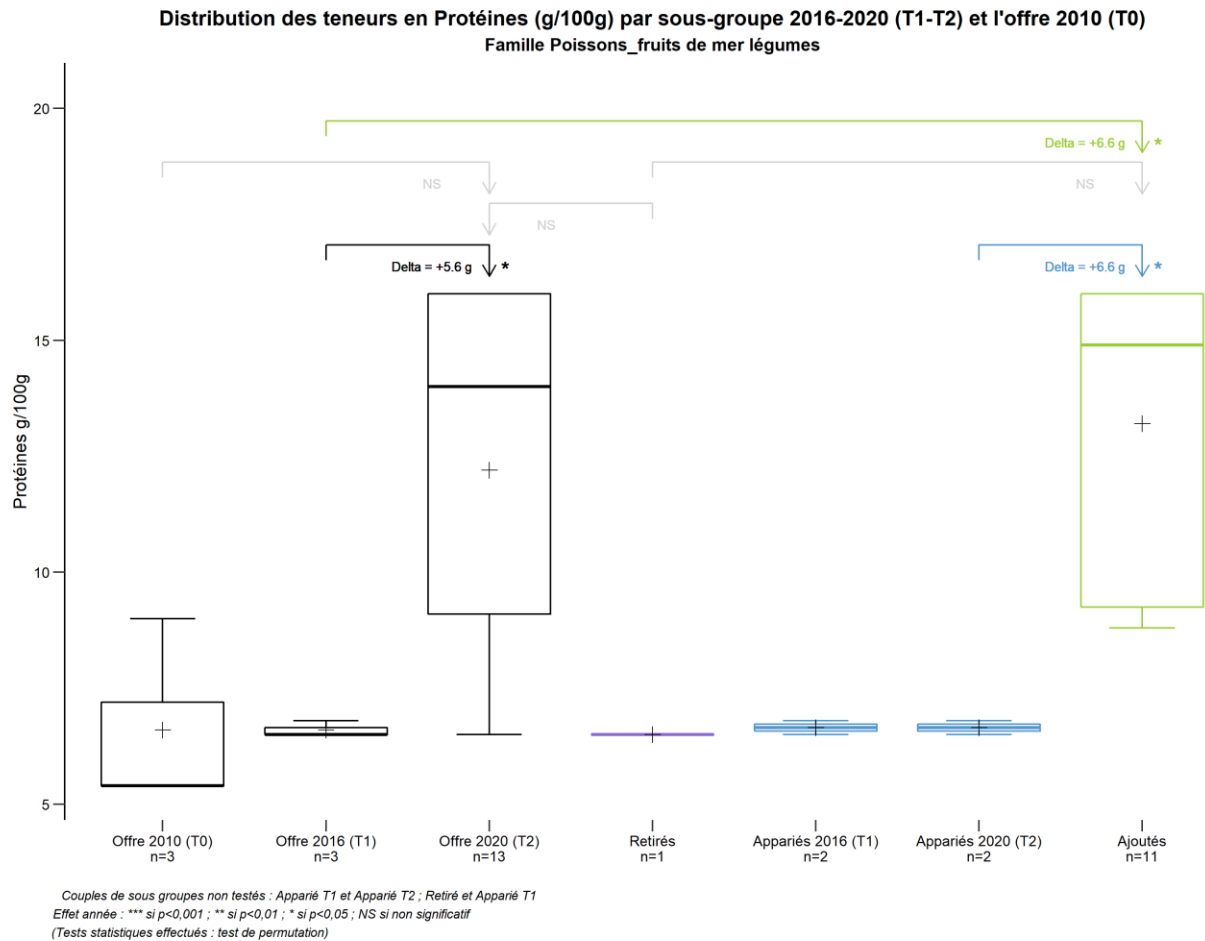 Distribution des teneurs en Protéines (g/100g) par sous-groupe 2016-2020 (T1-T2) et l'offre 2010 (T0)
Famille Poissons_fruits de mer légumes
Protéines g/100g
20
15
10
5
Delta = +6.6 g *
NS
NS
NS
Delta = +5.6 g *
Delta = +6.6 g *
Offre 2010 (T0)
n=3
Offre 2016 (T1)
n=3
Offre 2020 (T2)
n=13
Retirés
n=1
Appariés 2016 (T1)
n=2
Appariés 2020 (T2)
n=2
Ajoutés
n=11
Couples de sous groupes non testés : Apparié T1 et Apparié T2 ; Retiré et Apparié T1
Effet année : *** si p<0,001 ; ** si p<0,01 ; * si p<0,05 ; NS si non significatif
(Tests statistiques effectués : test de permutation)